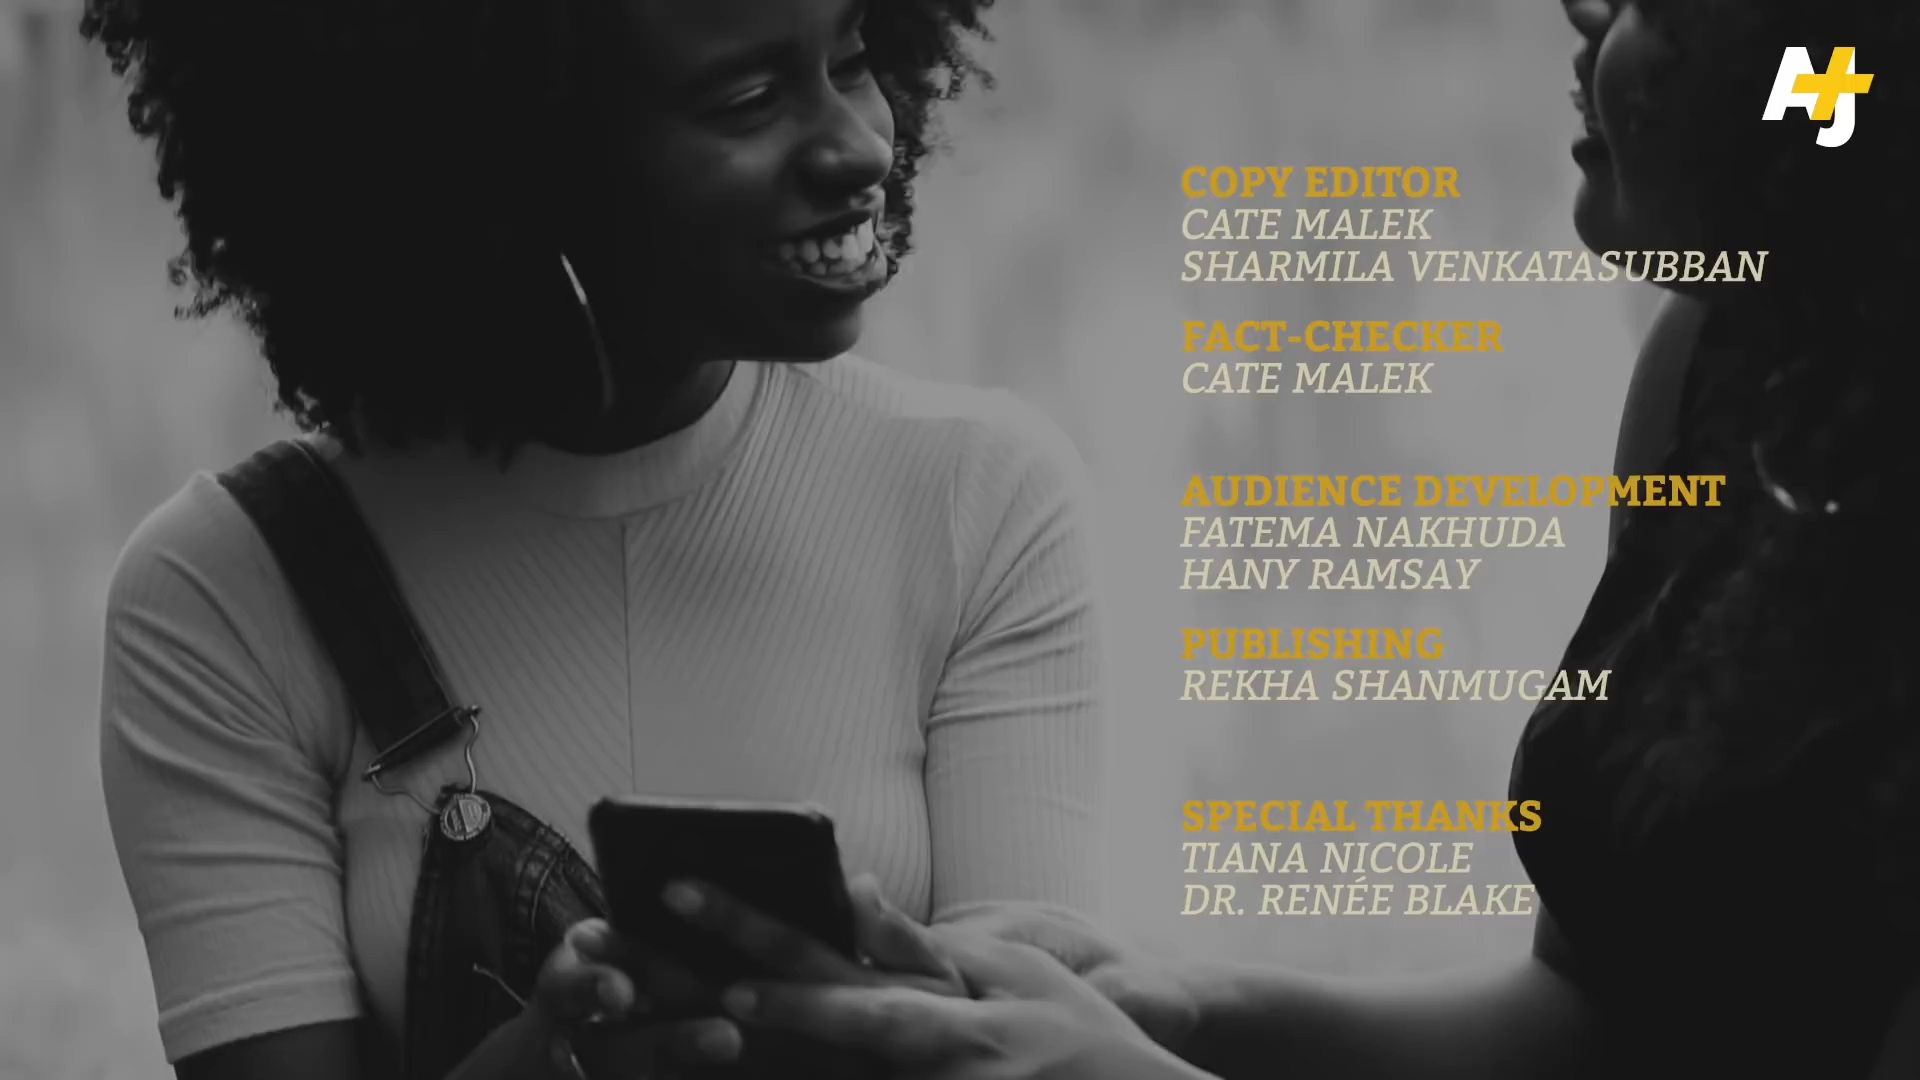 AJ+
COPY EDITOR
CATE MALEK
SHARMILA VENKATASUBBAN
FACT-CHECKER
CATE MALEK
AUDIENCE DEVELOPMENT
FATEMA NAKHUDA
HANY RAMSAY
PUBLISHING
REKHA SHANMUGAM
SPECIAL THANKS
TIANA NICOLE
DR. RENÉE BLAKE